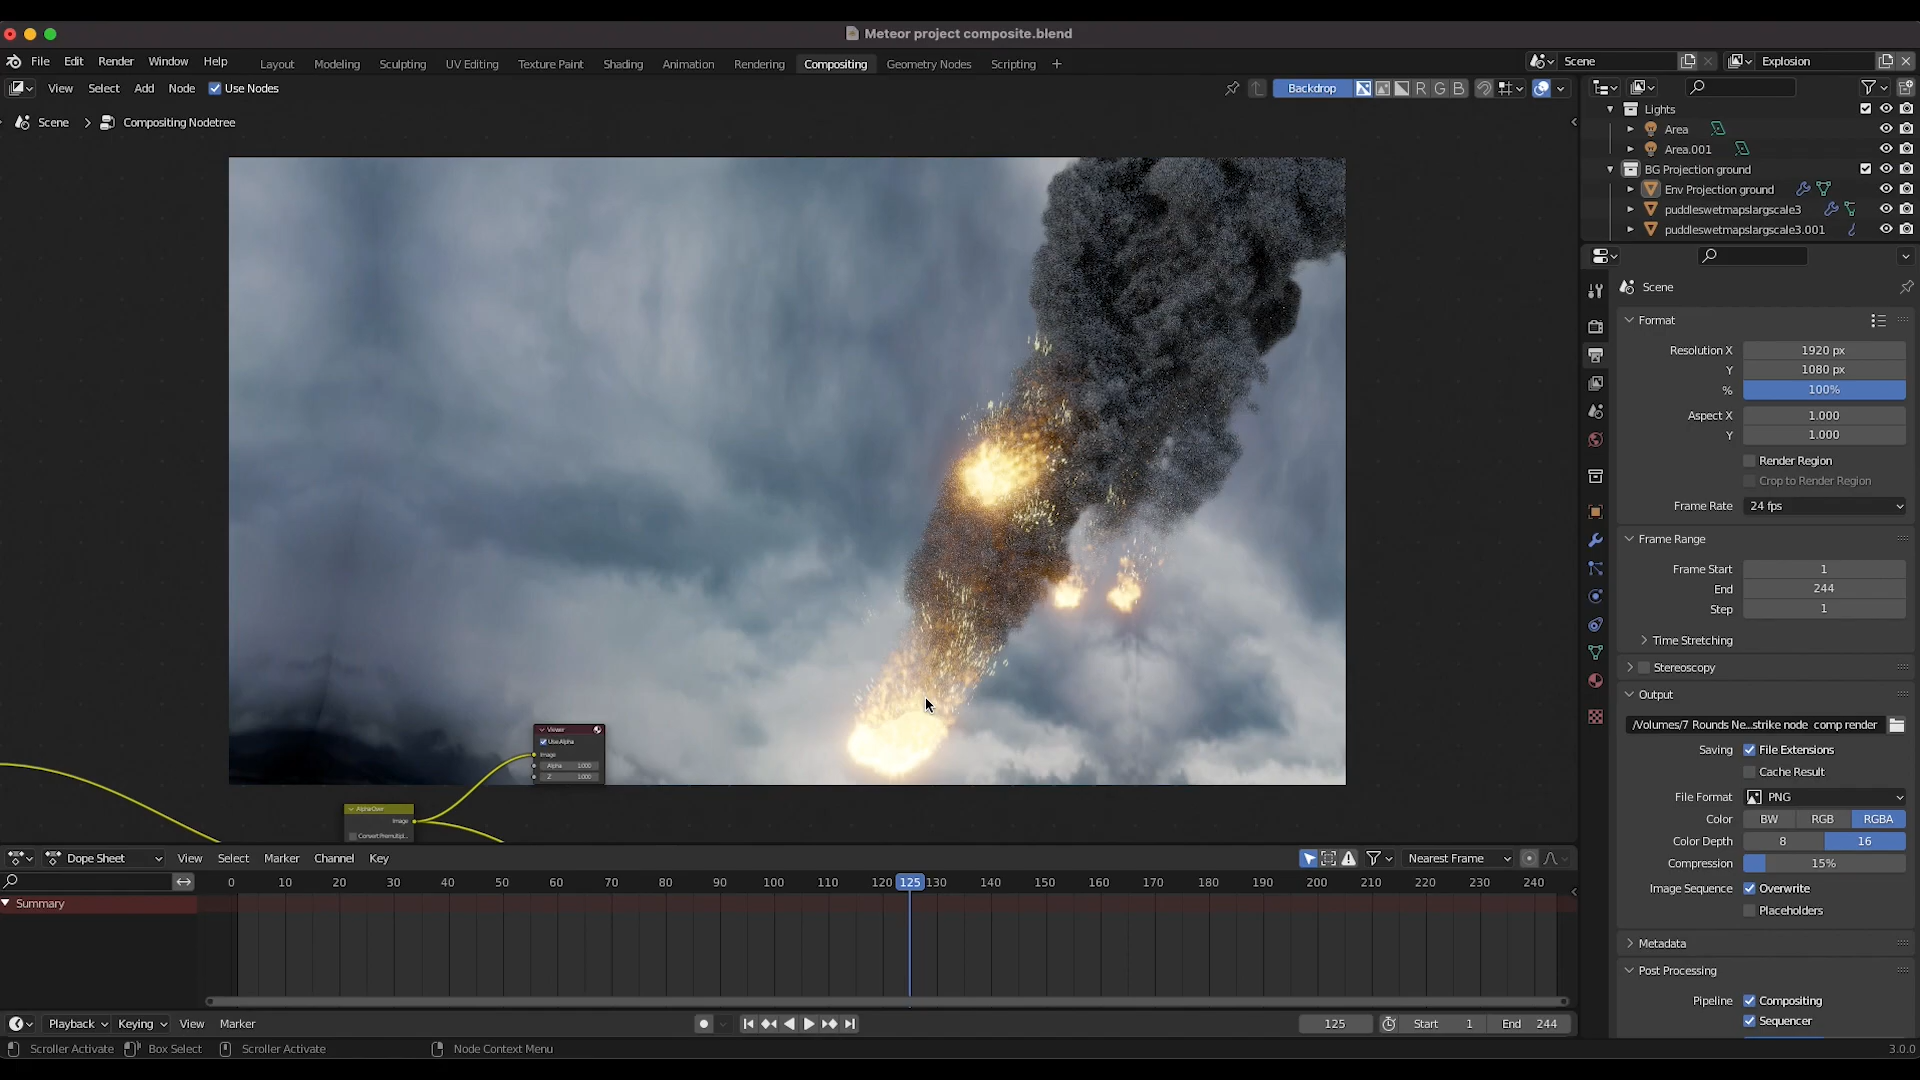 Meteor project composite.blend
File Edit Render Window Help Layout Modeling Sculpting UV Editing Texture Paint Shading Animation Rendering Compositing Geometry Nodes Scripting + Scene Explosion
View Select Add Node Use Nodes Backdrop R G B
Scene > Compositing Nodetree
Lights
Area
Area.001
BG Projection ground
Env Projection ground
puddleswetmapslargscale3
puddleswetmapslargscale3.001
Scene
Format
Resolution X 1920 px
Y 1080 px
% 100%
Aspect X 1.000
Y 1.000
Render Region
Crop to Render Region
Frame Rate 24 fps
Frame Range
Frame Start 1
End 244
Step 1
Time Stretching
Stereoscopy
Output
/Volumes/7 Rounds Ne...strike node comp render
Saving File Extensions
Cache Result
File Format PNG
Color BW RGB RGBA
Color Depth 8 16
Compression 15%
Image Sequence Overwrite
Placeholders
Metadata
Post Processing
Pipeline Compositing
Sequencer
Viewer
Use Alpha
Image
Alpha 1.000
Z 1.000
AlphaOver
Image
Convert Premultipl...
Dope Sheet View Select Marker Channel Key Nearest Frame
0 10 20 30 40 50 60 70 80 90 100 110 120 125 130 140 150 160 170 180 190 200 210 220 230 240
Summary
Playback Keying View Marker 125 Start 1 End 244
Scroller Activate Box Select Scroller Activate Node Context Menu 3.0.0